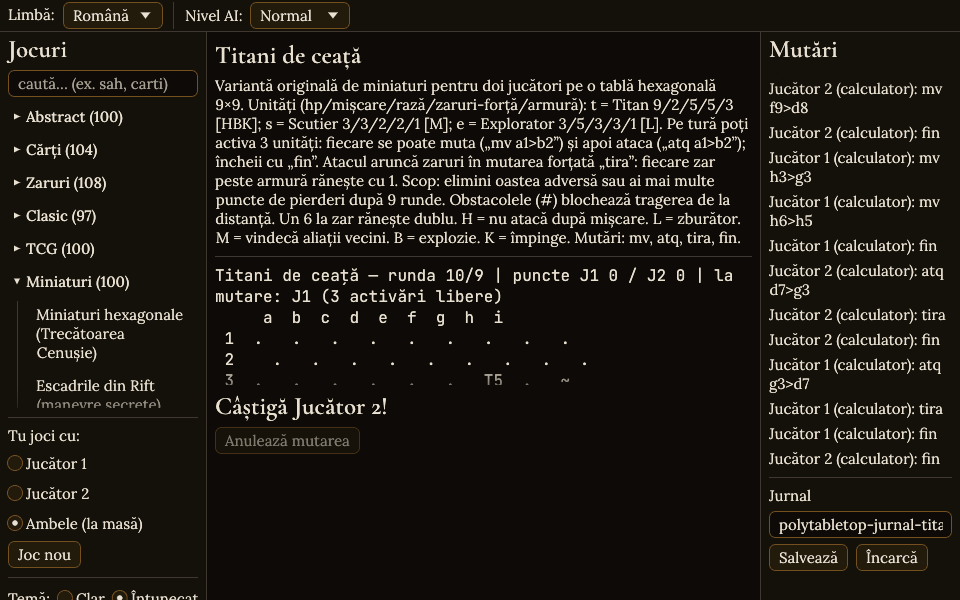 Limbă: Română ▼ Nivel AI: Normal ▼
Jocuri
caută... (ex. sah, carti)
▸ Abstract (100)
▸ Cărți (104)
▸ Zaruri (108)
▸ Clasic (97)
▸ TCG (100)
▾ Miniaturi (100)
Miniaturi hexagonale
(Trecătoarea
Cenușie)
Escadrile din Rift
(manevre secrete)
Tu joci cu:
Jucător 1
Jucător 2
Ambele (la masă)
Joc nou
Temă: Clar Întunecat
Titani de ceață
Variantă originală de miniaturi pentru doi jucători pe o tablă hexagonală
9×9. Unități (hp/mișcare/rază/zaruri-forță/armură): t = Titan 9/2/5/5/3
[HBK]; s = Scutier 3/3/2/2/1 [M]; e = Explorator 3/5/3/3/1 [L]. Pe tură poți
activa 3 unități: fiecare se poate muta („mv a1>b2”) și apoi ataca („atq a1>b2”);
încheii cu „fin”. Atacul aruncă zaruri în mutarea forțată „tira”: fiecare zar
peste armură rănește cu 1. Scop: elimini oastea adversă sau ai mai multe
puncte de pierderi după 9 runde. Obstacolele (#) blochează tragerea de la
distanță. Un 6 la zar rănește dublu. H = nu atacă după mișcare. L = zburător.
M = vindecă aliații vecini. B = explozie. K = împinge. Mutări: mv, atq, tira, fin.
Titani de ceață — runda 10/9 | puncte J1 0 / J2 0 | la
mutare: J1 (3 activări libere)
a b c d e f g h i
1 . . . . . . . . .
2 . . . . . . . . .
3 . . . . . . T5 . ~
Câștigă Jucător 2!
Anulează mutarea
Mutări
Jucător 2 (calculator): mv
f9>d8
Jucător 2 (calculator): fin
Jucător 1 (calculator): mv
h3>g3
Jucător 1 (calculator): mv
h6>h5
Jucător 1 (calculator): fin
Jucător 2 (calculator): atq
d7>g3
Jucător 2 (calculator): tira
Jucător 2 (calculator): fin
Jucător 1 (calculator): atq
g3>d7
Jucător 1 (calculator): tira
Jucător 1 (calculator): fin
Jucător 2 (calculator): fin
Jurnal
polytabletop-jurnal-tita
Salvează Încarcă